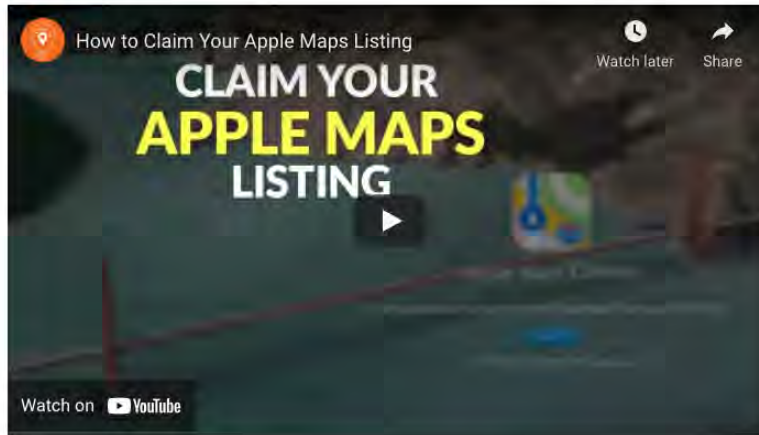 How to Claim Your Apple Maps Listing
Watch later
Share
CLAIM YOUR
APPLE MAPS
LISTING
Watch on YouTube